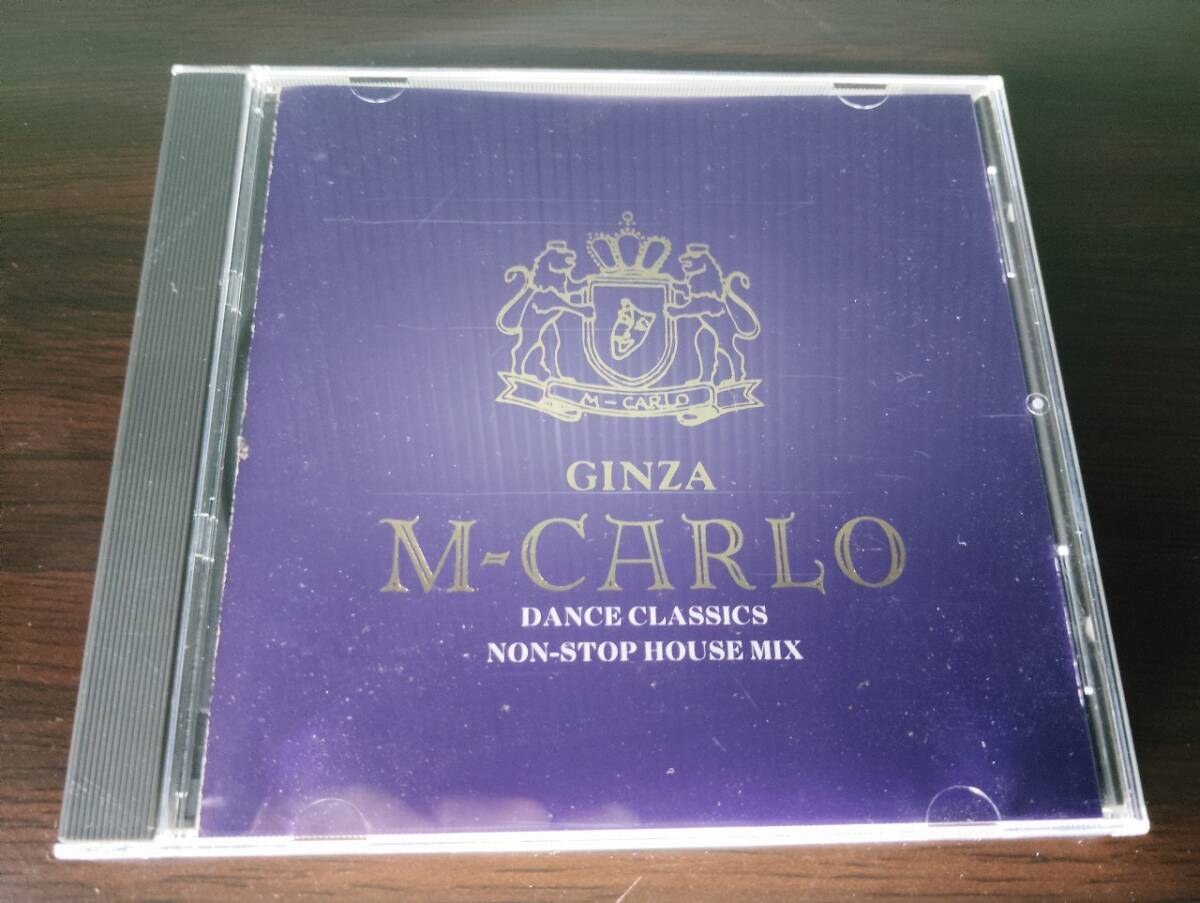 M-CARLO
GINZA
M-CARLO
DANCE CLASSICS
NON-STOP HOUSE MIX